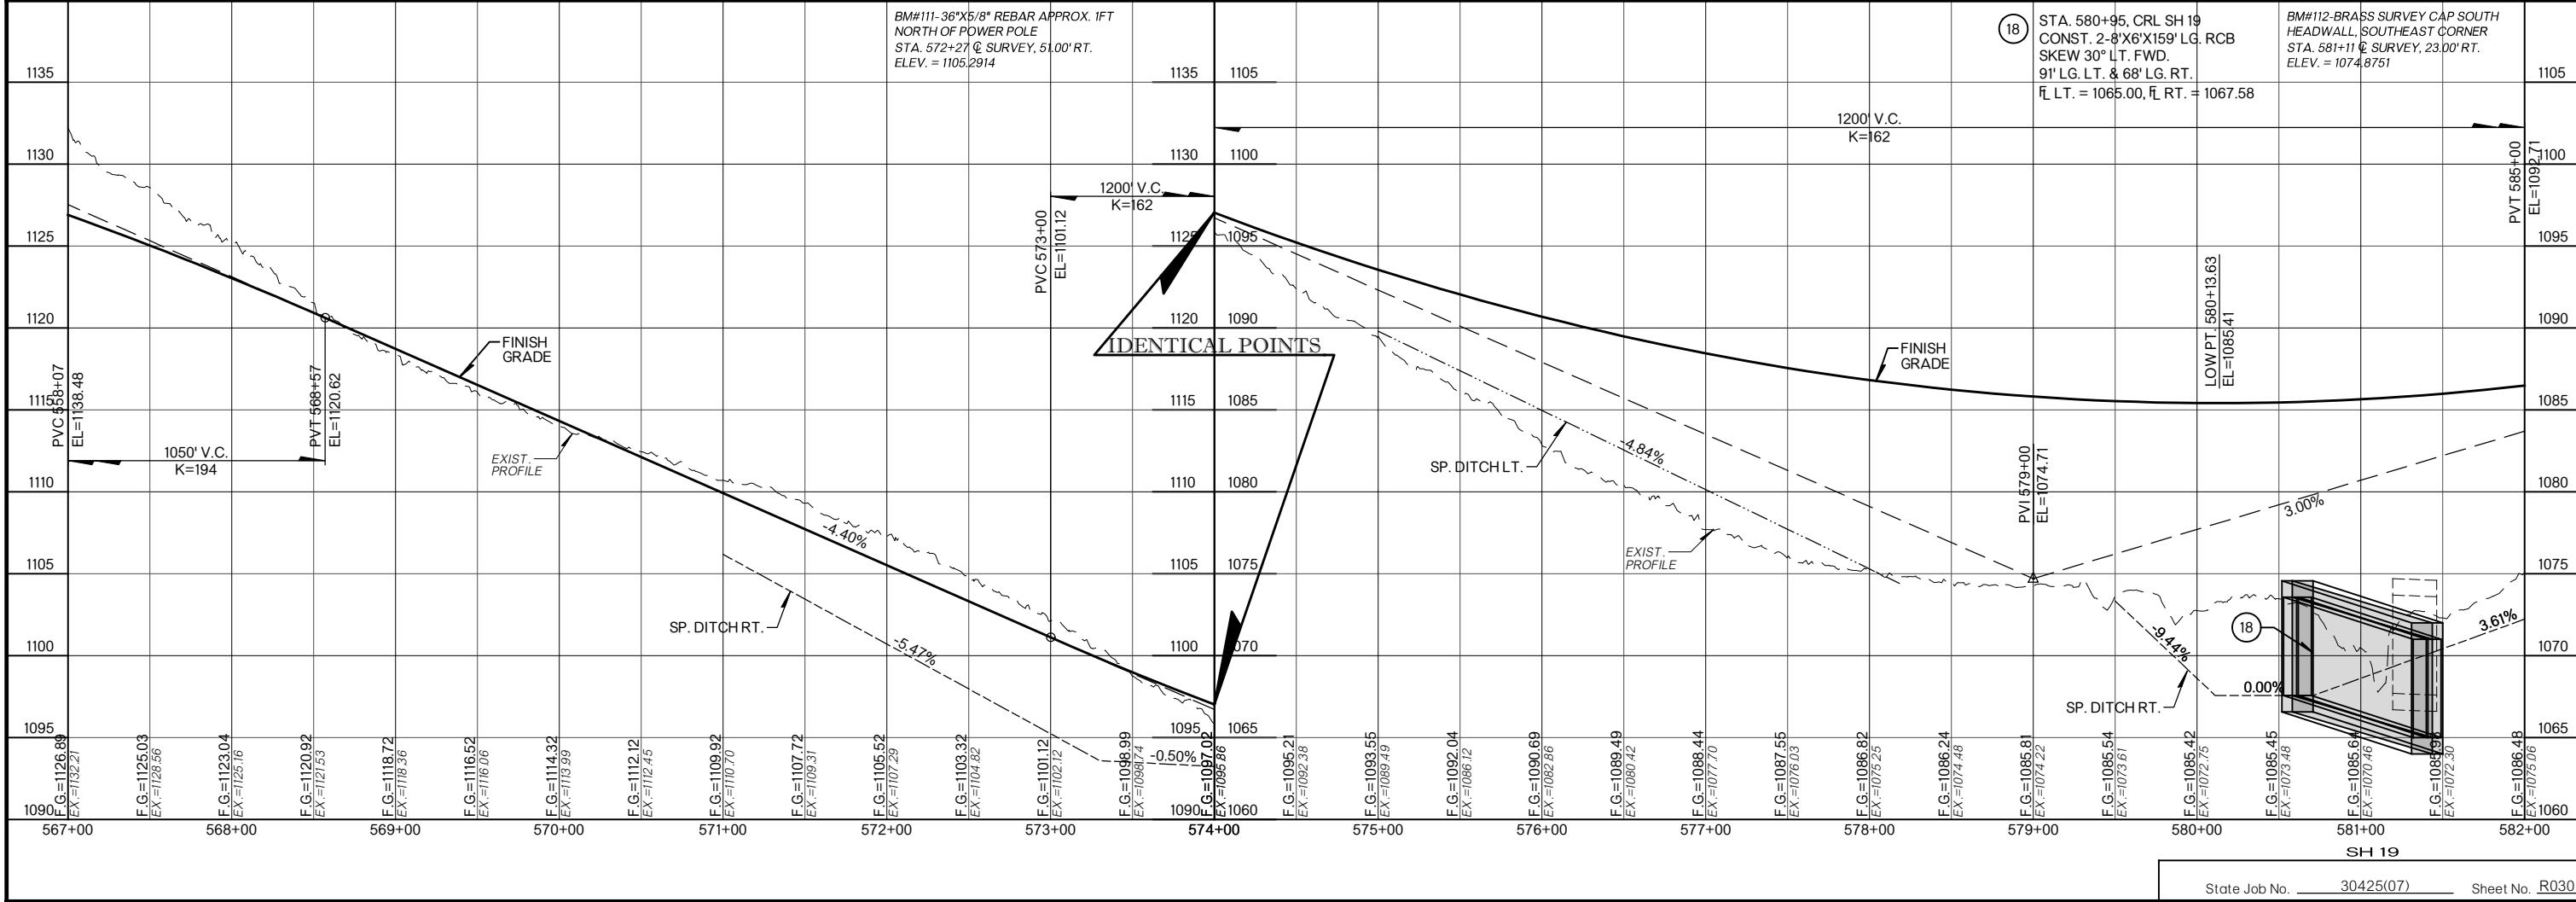 BM#111-36"X5/8" REBAR APPROX. 1FT
NORTH OF POWER POLE
STA. 572+27 ℄ SURVEY, 51.00' RT.
ELEV. = 1105.2914
18
STA. 580+95, CRL SH 19
CONST. 2-8'X6'X159' LG. RCB
SKEW 30° LT. FWD.
91' LG. LT. & 68' LG. RT.
FL LT. = 1065.00, FL RT. = 1067.58
BM#112-BRASS SURVEY CAP SOUTH
HEADWALL, SOUTHEAST CORNER
STA. 581+11 ℄ SURVEY, 23.00' RT.
ELEV. = 1074.8751
1135
1130
1125
1120
1115
1110
1105
1100
1095
1090
1135 1105
1130 1100
1125 1095
1120 1090
1115 1085
1110 1080
1105 1075
1100 1070
1095 1065
1090 1060
1105
1100
1095
1090
1085
1080
1075
1070
1065
1060
PVC 558+07
EL=1138.48
1050' V.C.
K=194
PVT 568+57
EL=1120.62
FINISH
GRADE
EXIST.
PROFILE
-4.40%
SP. DITCH RT.
-5.47%
-0.50%
PVC 573+00
EL=1101.12
1200' V.C.
K=162
IDENTICAL POINTS
1200' V.C.
K=162
SP. DITCH LT.
-4.84%
EXIST.
PROFILE
FINISH
GRADE
PVI 579+00
EL=1074.71
LOW PT. 580+13.63
EL=1085.41
3.00%
PVT 585+00
EL=1092.71
18
-9.44%
0.00%
3.61%
SP. DITCH RT.
F.G.=1126.89
EX.=1132.21
F.G.=1125.03
EX.=1128.56
F.G.=1123.04
EX.=1125.16
F.G.=1120.92
EX.=1121.53
F.G.=1118.72
EX.=1118.36
F.G.=1116.52
EX.=1116.06
F.G.=1114.32
EX.=1113.99
F.G.=1112.12
EX.=1112.45
F.G.=1109.92
EX.=1110.70
F.G.=1107.72
EX.=1109.31
F.G.=1105.52
EX.=1107.29
F.G.=1103.32
EX.=1104.82
F.G.=1101.12
EX.=1102.12
F.G.=1098.99
EX.=1098.74
F.G.=1097.02
EX.=1095.86
F.G.=1095.21
EX.=1092.38
F.G.=1093.55
EX.=1089.49
F.G.=1092.04
EX.=1086.12
F.G.=1090.69
EX.=1082.86
F.G.=1089.49
EX.=1080.42
F.G.=1088.44
EX.=1077.70
F.G.=1087.55
EX.=1076.03
F.G.=1086.82
EX.=1075.25
F.G.=1086.24
EX.=1074.48
F.G.=1085.81
EX.=1074.22
F.G.=1085.54
EX.=1073.61
F.G.=1085.42
EX.=1072.75
F.G.=1085.45
EX.=1073.48
F.G.=1085.64
EX.=1070.46
EX.=1072.30
F.G.=1086.48
EX.=1075.06
567+00 568+00 569+00 570+00 571+00 572+00 573+00 574+00 575+00 576+00 577+00 578+00 579+00 580+00 581+00 582+00
SH 19
State Job No. 30425(07) Sheet No. R030